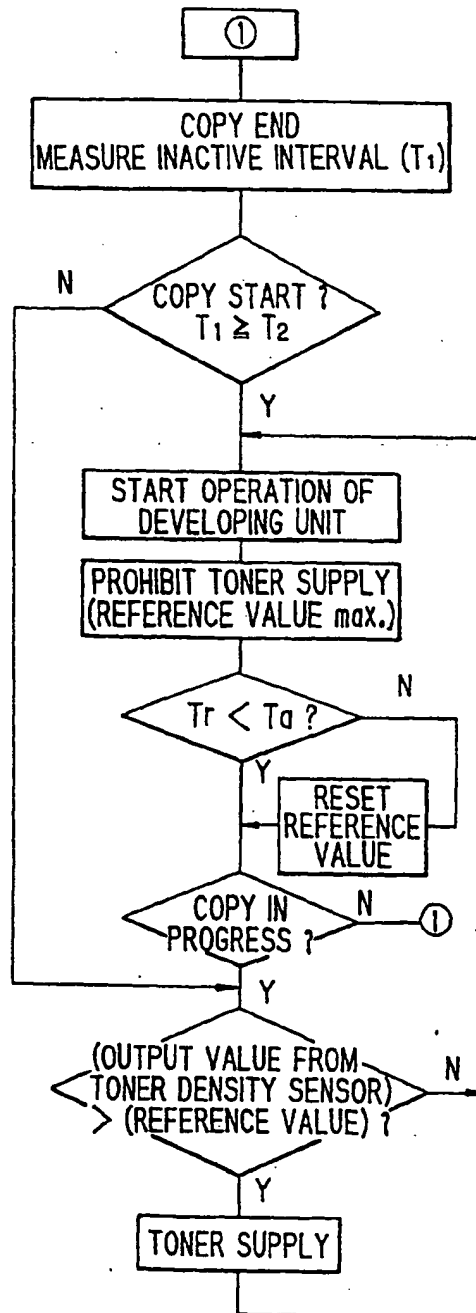 ①
COPY END
MEASURE INACTIVE INTERVAL (T₁)
N
COPY START ?
T₁ ≧ T₂
Y
START OPERATION OF
DEVELOPING UNIT
PROHIBIT TONER SUPPLY
(REFERENCE VALUE max.)
N
Tr < Ta ?
Y
RESET
REFERENCE
VALUE
COPY IN
PROGRESS ?
N
①
Y
(OUTPUT VALUE FROM
TONER DENSITY SENSOR)
> (REFERENCE VALUE) ?
N
Y
TONER SUPPLY